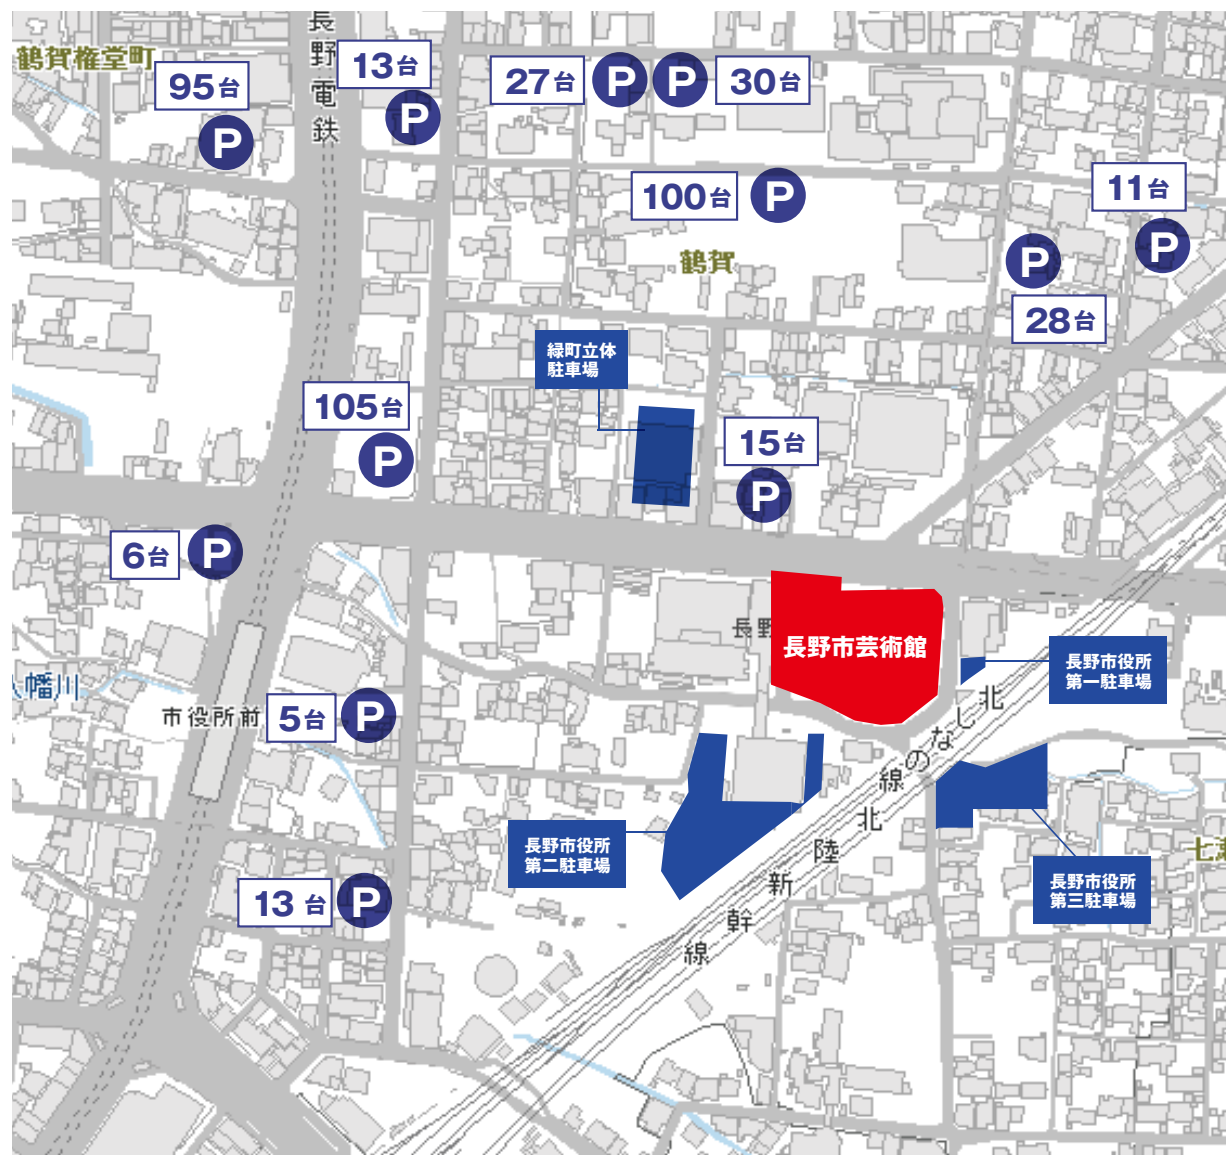 鶴賀権堂町
95台
P
長野電鉄
13台
P
27台
P
P
30台
100台
P
11台
P
鶴賀
P
28台
緑町立体
駐車場
105台
P
15台
P
6台
P
長野
長野市芸術館
長野市役所
第一駐車場
八幡川
市役所前
5台
P
北しなの線
長野市役所
第二駐車場
北陸新幹線
長野市役所
第三駐車場
13台
P